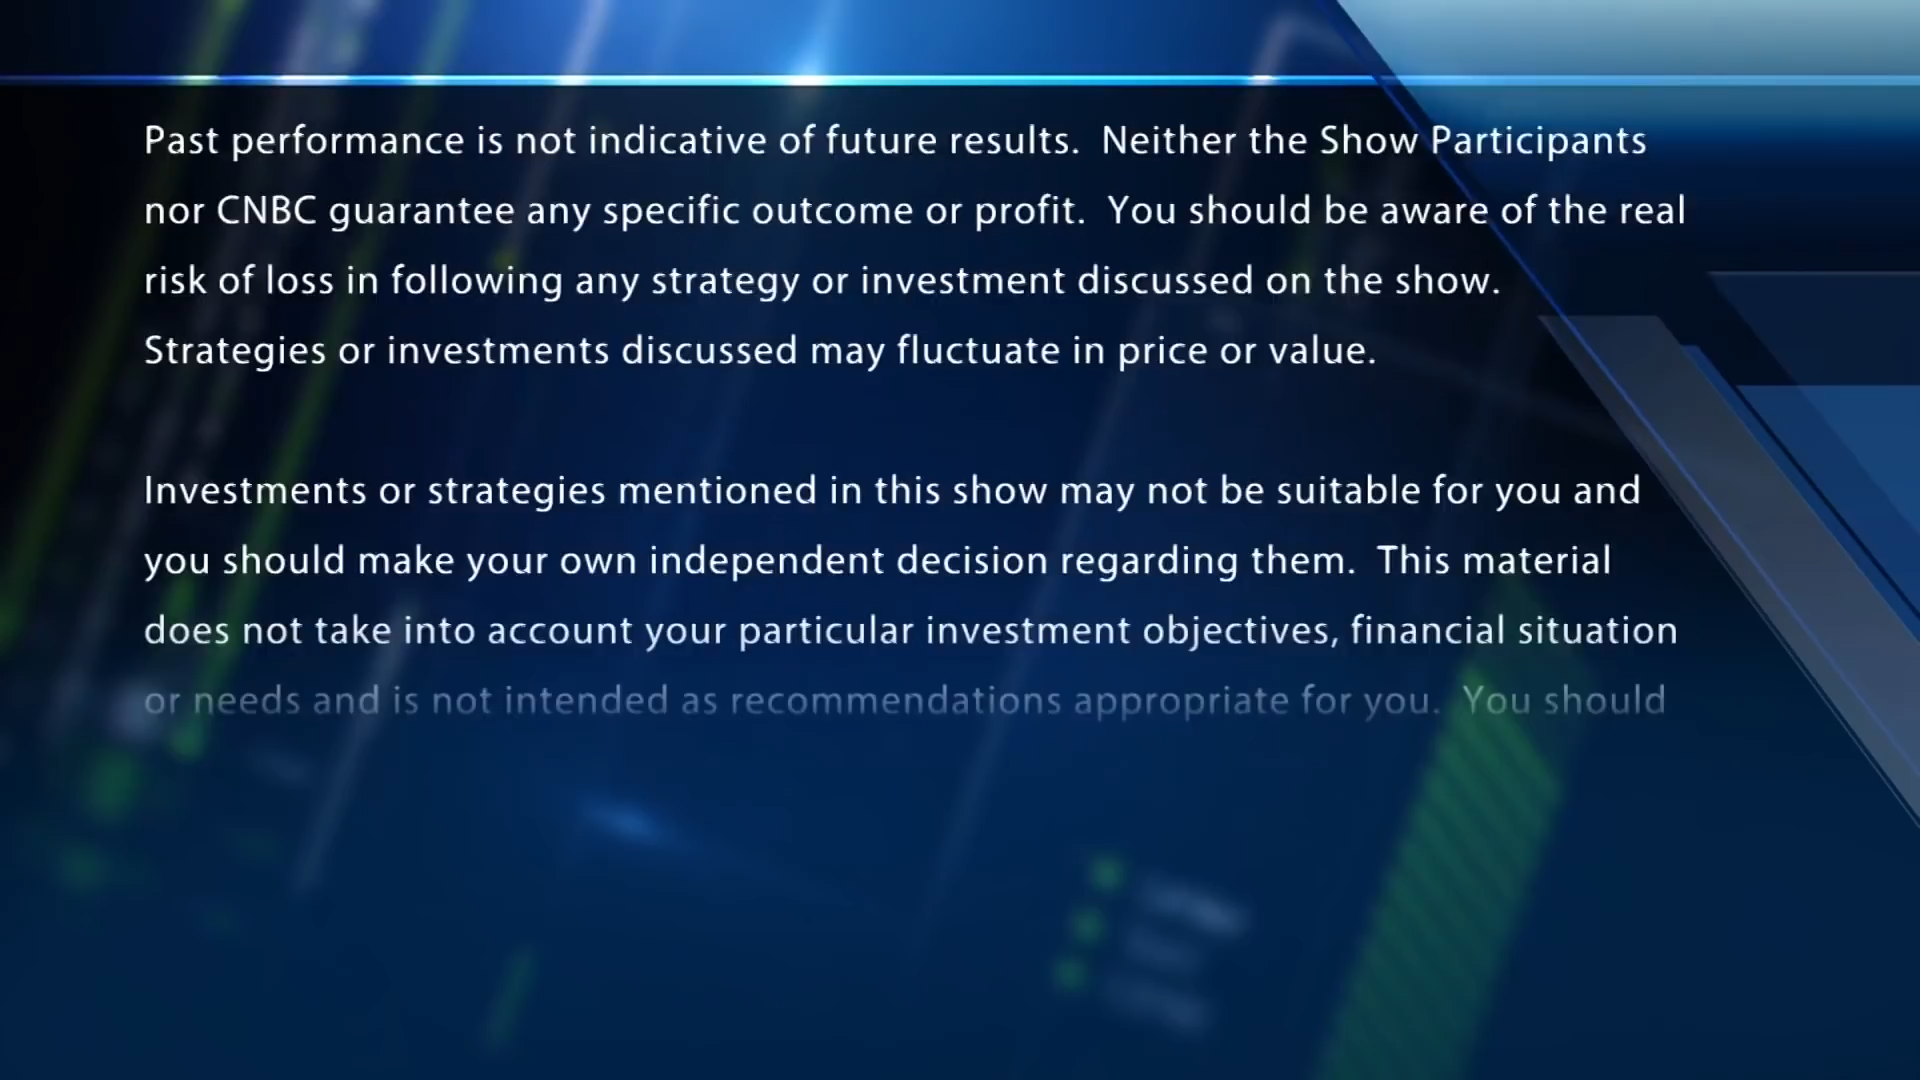 Past performance is not indicative of future results.  Neither the Show Participants
nor CNBC guarantee any specific outcome or profit.  You should be aware of the real
risk of loss in following any strategy or investment discussed on the show.
Strategies or investments discussed may fluctuate in price or value.
Investments or strategies mentioned in this show may not be suitable for you and
you should make your own independent decision regarding them.  This material
does not take into account your particular investment objectives, financial situation
or needs and is not intended as recommendations appropriate for you.  You should